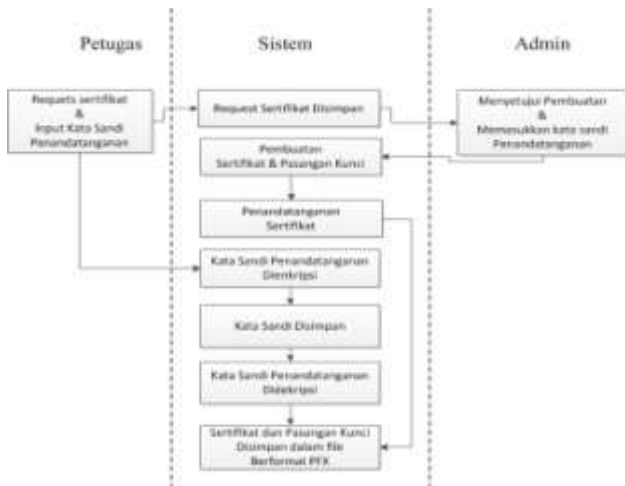 Petugas
Sistem
Admin
Requets sertifikat
&
Input Kata Sandi
Penandatanganan
Request Sertifikat Disimpan
Menyetujui Pembuatan
&
Memasukkan kata sandi
Penandatanganan
Pembuatan
Sertifikat & Pasangan Kunci
Penandatanganan
Sertifikat
Kata Sandi Penandatanganan
Dienkripsi
Kata Sandi Disimpan
Kata Sandi Penandatanganan
Didekripsi
Sertifikat dan Pasangan Kunci
Disimpan dalam file
Berformat PFX